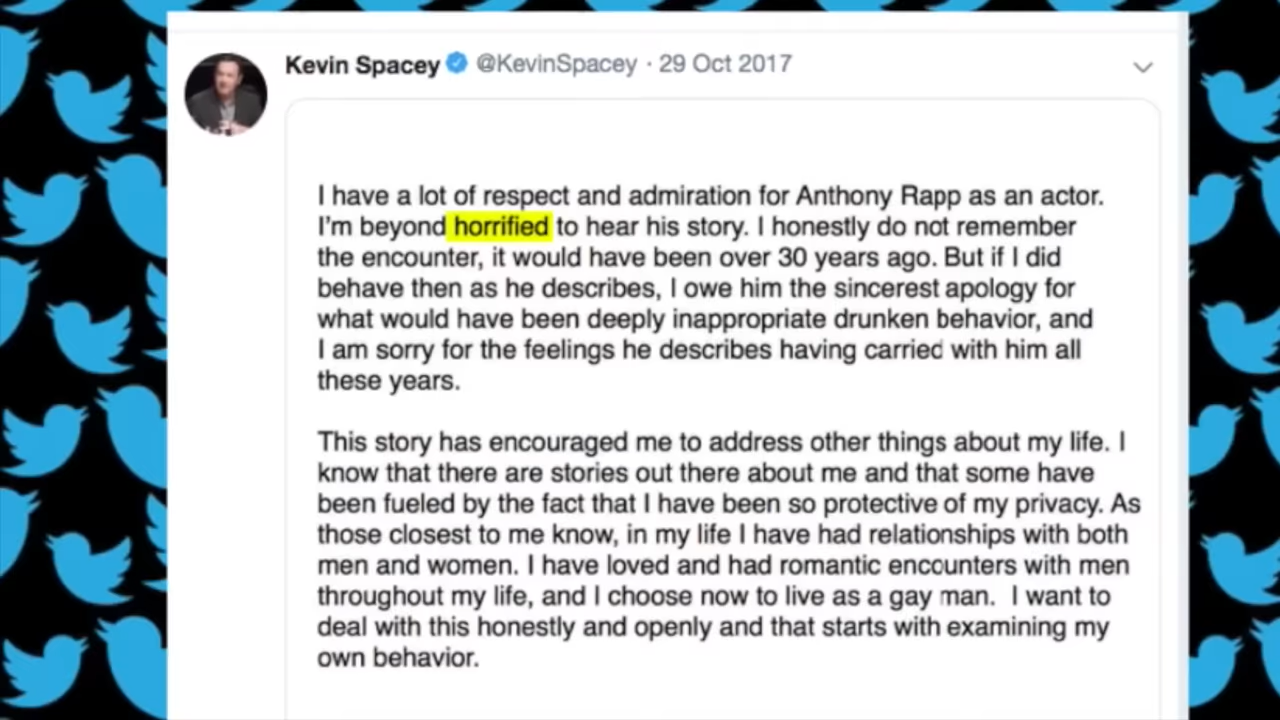 Kevin Spacey @KevinSpacey · 29 Oct 2017
I have a lot of respect and admiration for Anthony Rapp as an actor.
I'm beyond horrified to hear his story. I honestly do not remember
the encounter, it would have been over 30 years ago. But if I did
behave then as he describes, I owe him the sincerest apology for
what would have been deeply inappropriate drunken behavior, and
I am sorry for the feelings he describes having carried with him all
these years.
This story has encouraged me to address other things about my life. I
know that there are stories out there about me and that some have
been fueled by the fact that I have been so protective of my privacy. As
those closest to me know, in my life I have had relationships with both
men and women. I have loved and had romantic encounters with men
throughout my life, and I choose now to live as a gay man. I want to
deal with this honestly and openly and that starts with examining my
own behavior.